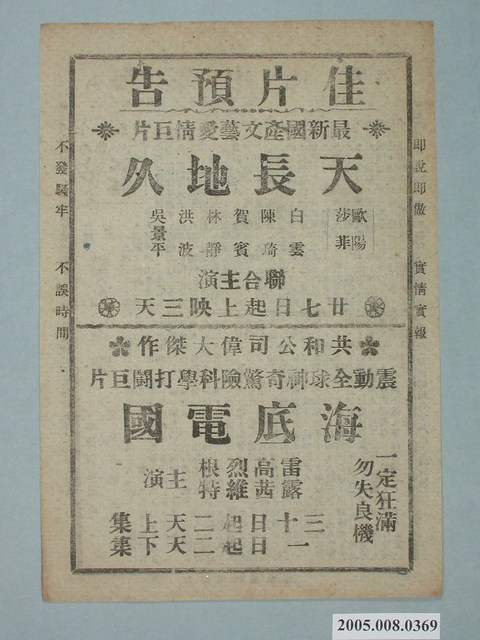 佳片預告
最新國產文藝愛情巨片
天長地久
歐陽莎菲
白雲
陳琦
賀賓
林靜
洪波
吳景平
聯合主演
廿七日起上映三天
共和公司偉大傑作
震動全球神奇驚險科學打鬪巨片
海底電國
一定狂滿
勿失良機
雷高烈根
露茜維特
主演
三十日起二天上集
一日起二天下集
即說即做 實情實報
不發騷牢 不誤時間
2005.008.0369